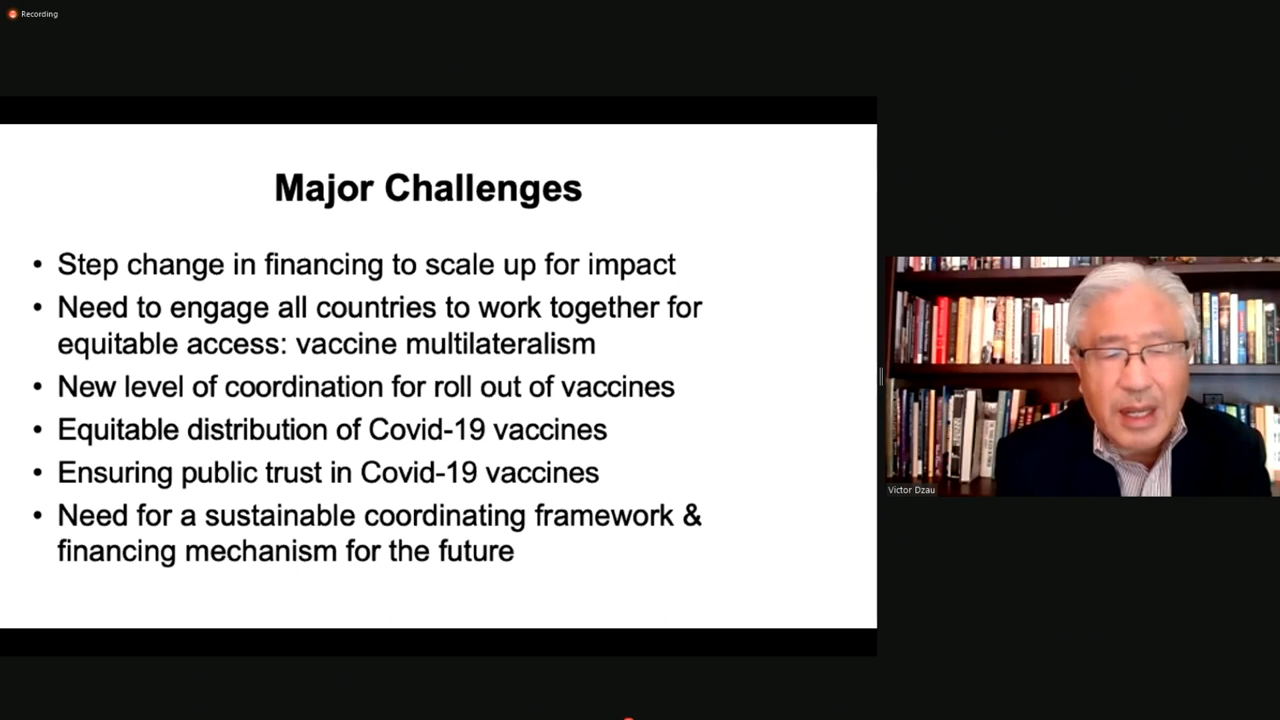 Recording
Major Challenges
• Step change in financing to scale up for impact
• Need to engage all countries to work together for
equitable access: vaccine multilateralism
• New level of coordination for roll out of vaccines
• Equitable distribution of Covid-19 vaccines
• Ensuring public trust in Covid-19 vaccines
• Need for a sustainable coordinating framework &
financing mechanism for the future
Victor Dzau